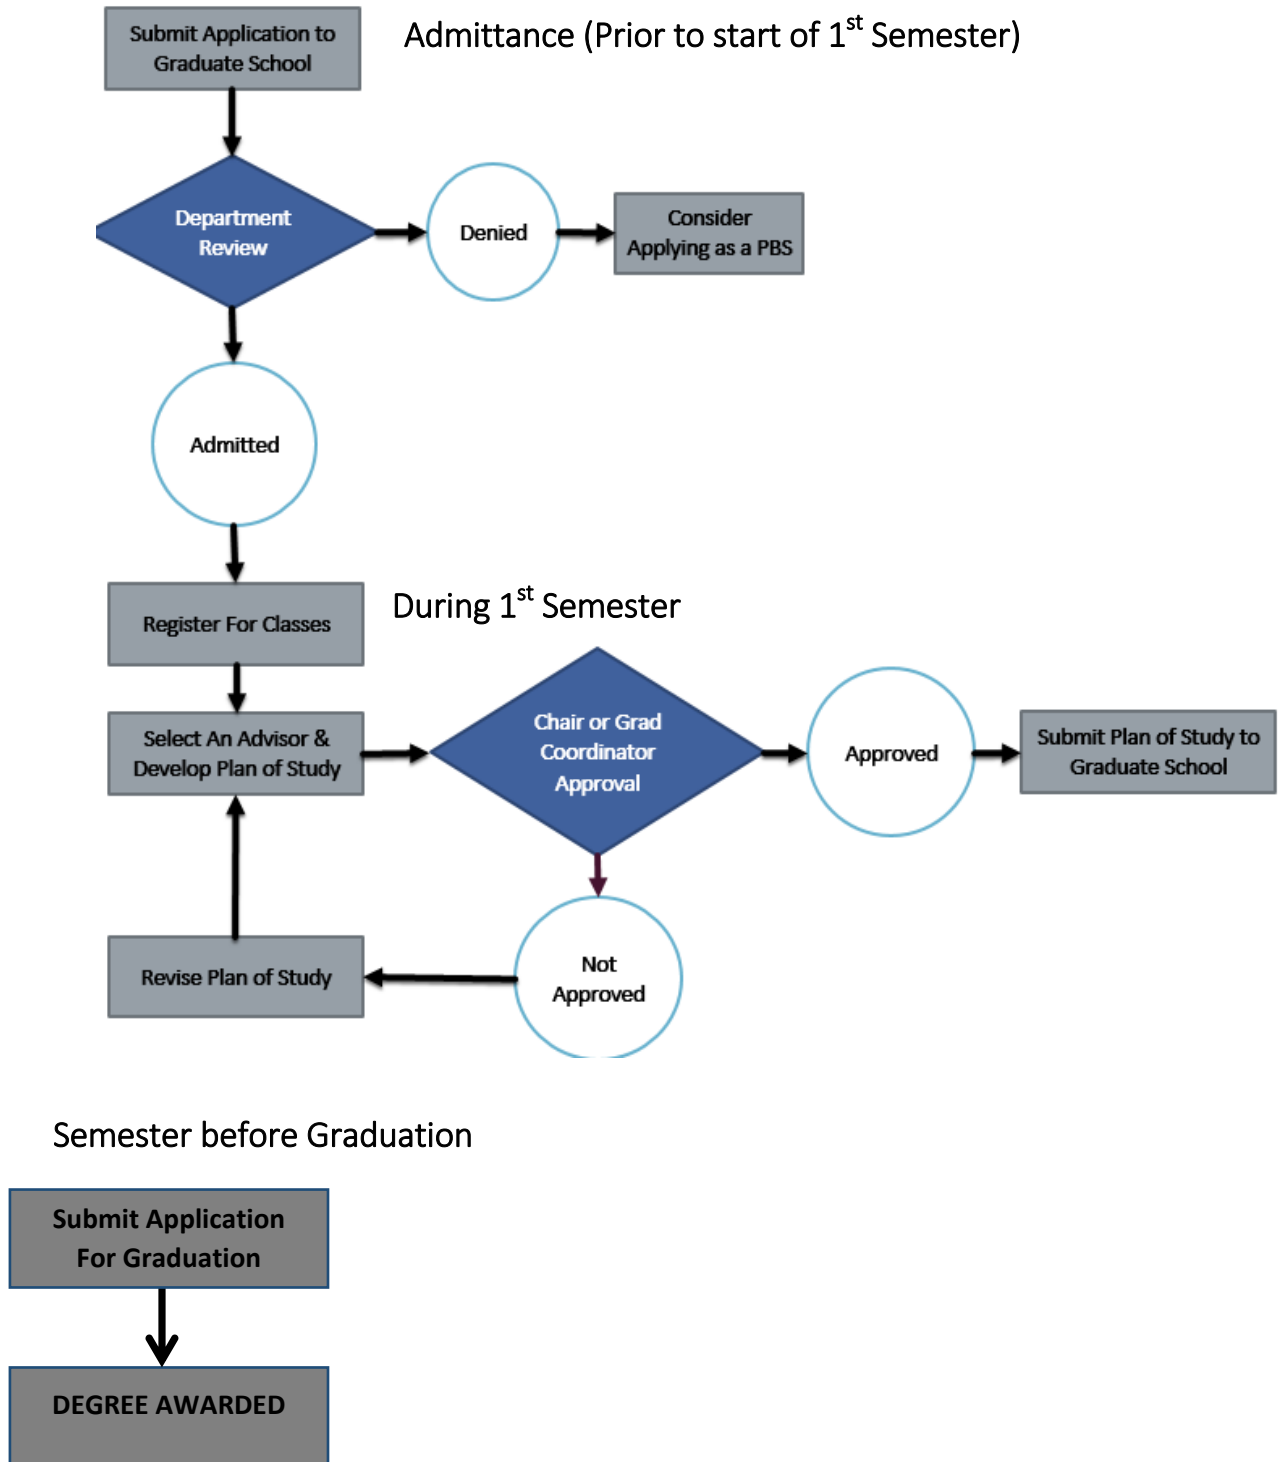 Submit Application to
Graduate School
Admittance (Prior to start of 1st Semester)
Department
Review
Denied
Consider
Applying as a PBS
Admitted
Register For Classes
During 1st Semester
Select An Advisor &
Develop Plan of Study
Chair or Grad
Coordinator
Approval
Approved
Submit Plan of Study to
Graduate School
Revise Plan of Study
Not
Approved
Semester before Graduation
Submit Application
For Graduation
DEGREE AWARDED